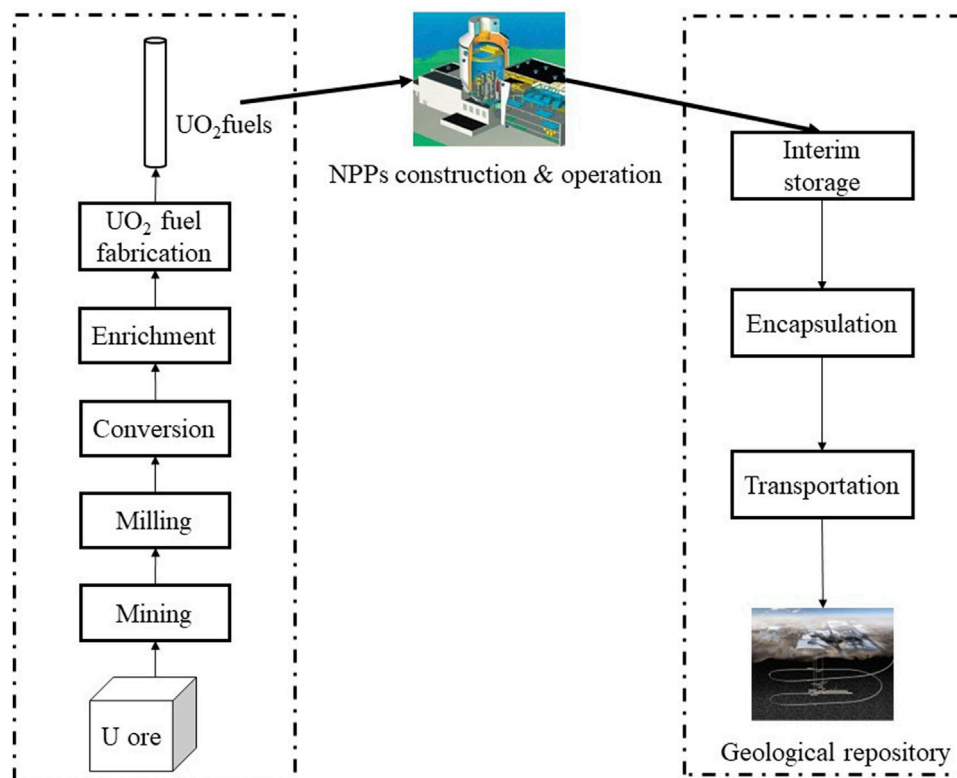 UO₂fuels
UO₂ fuel
fabrication
Enrichment
Conversion
Milling
Mining
U ore
NPPs construction & operation
Interim
storage
Encapsulation
Transportation
Geological repository